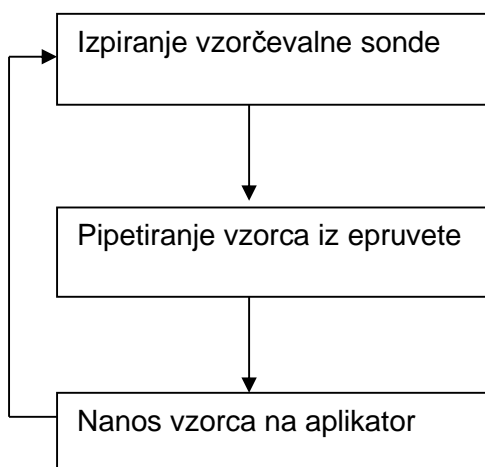 Izpiranje vzorčevalne sonde
Pipetiranje vzorca iz epruvete
Nanos vzorca na aplikator